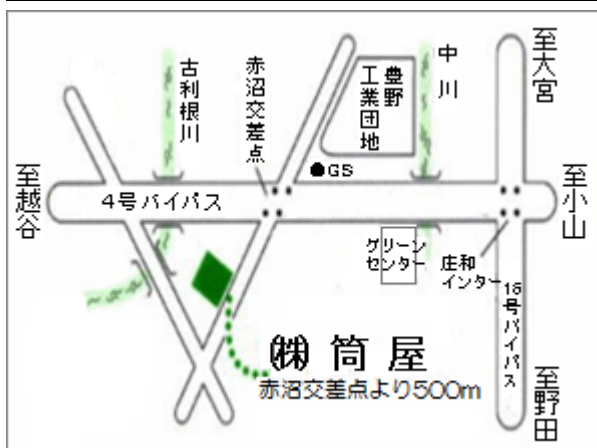 至大宮
古利根川
赤沼交差点
豊野
工業団地
中川
GS
至越谷
4号バイパス
至小山
グリーン
センター
庄和
インター
16号バイパス
㈱筒屋
赤沼交差点より500m
至野田